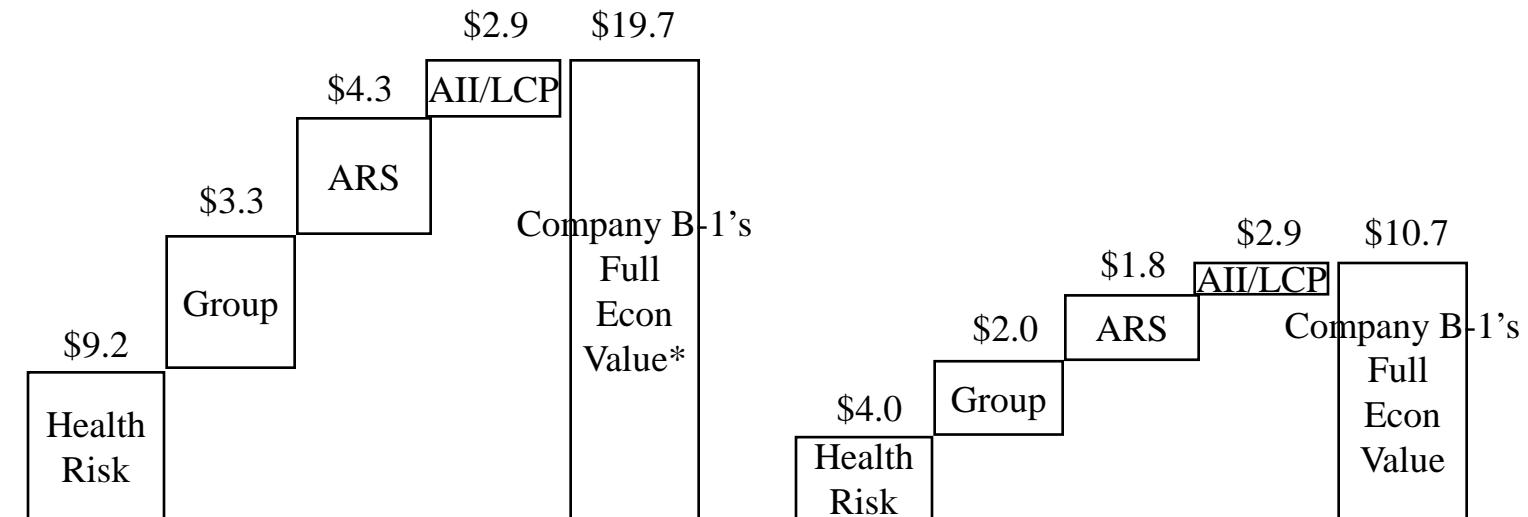 $2.9
$19.7
$4.3
AII/LCP
ARS
$3.3
Company B-1's
Full
Econ
Value*
Group
$9.2
Health
Risk
$2.9
$10.7
$1.8
AII/LCP
$2.0
ARS
Company B-1's
Full
Econ
Value
$4.0
Group
Health
Risk